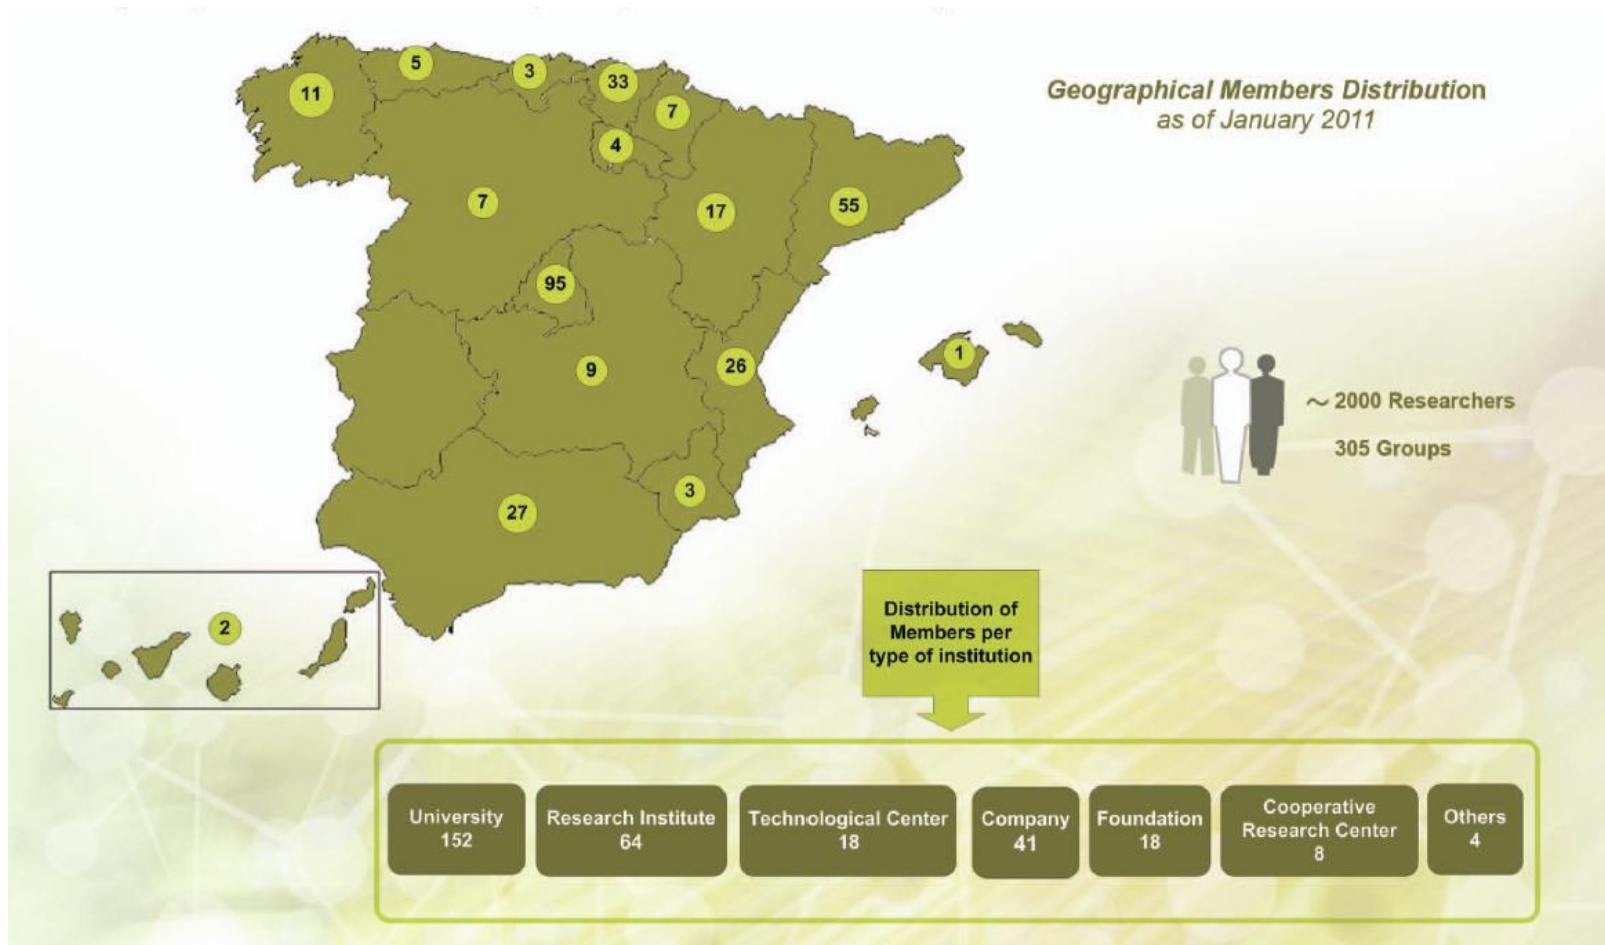 Geographical Members Distribution
as of January 2011
5
3
33
11
7
4
7
17
55
95
1
26
9
~ 2000 Researchers
305 Groups
3
27
2
Distribution of
Members per
type of institution
University
152
Research Institute
64
Technological Center
18
Company
41
Foundation
18
Cooperative
Research Center
8
Others
4